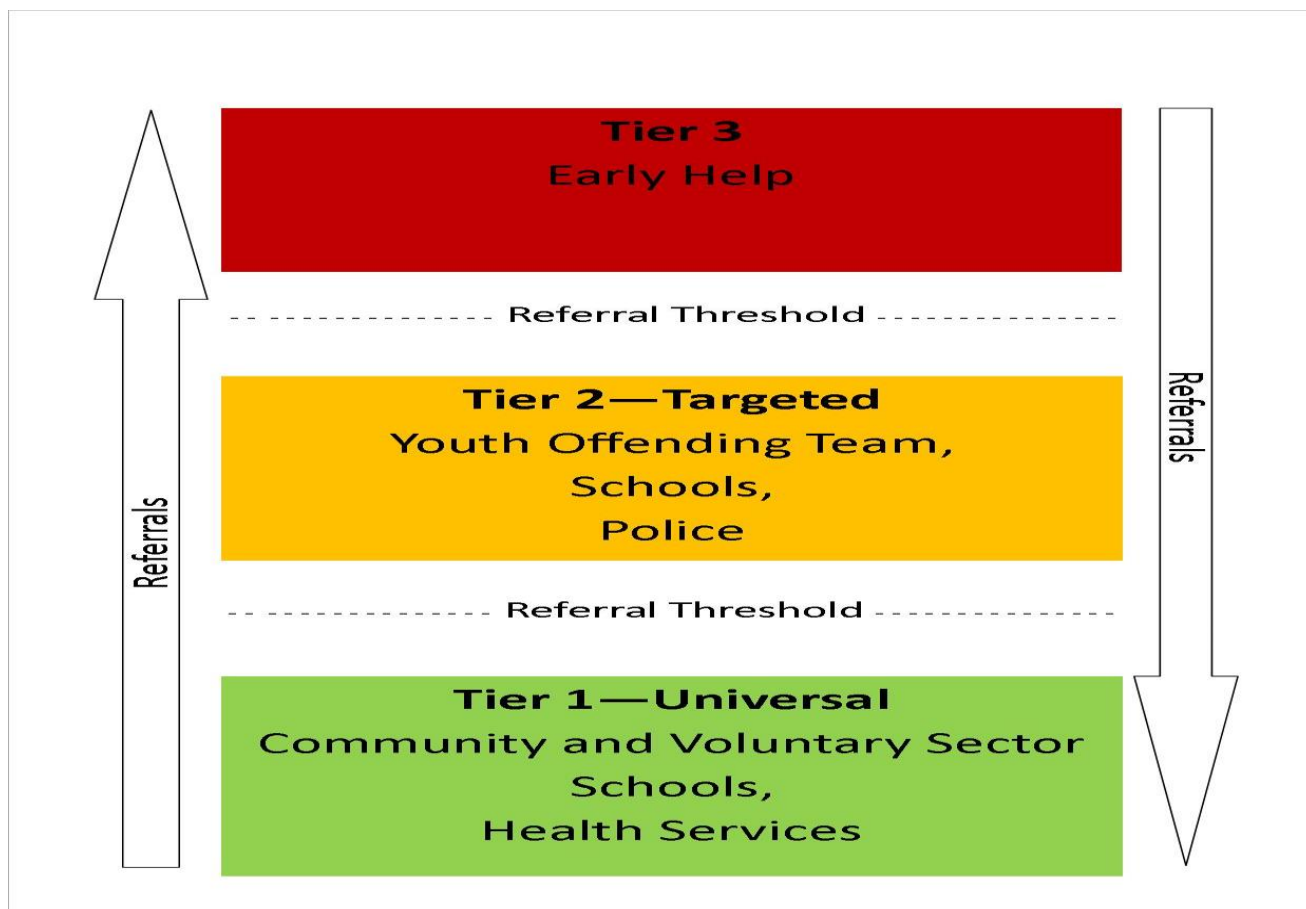 Tier 3
Early Help
Referral Threshold
Tier 2—Targeted
Youth Offending Team,
Schools,
Police
Referral Threshold
Tier 1—Universal
Community and Voluntary Sector
Schools,
Health Services
Referrals
Referrals